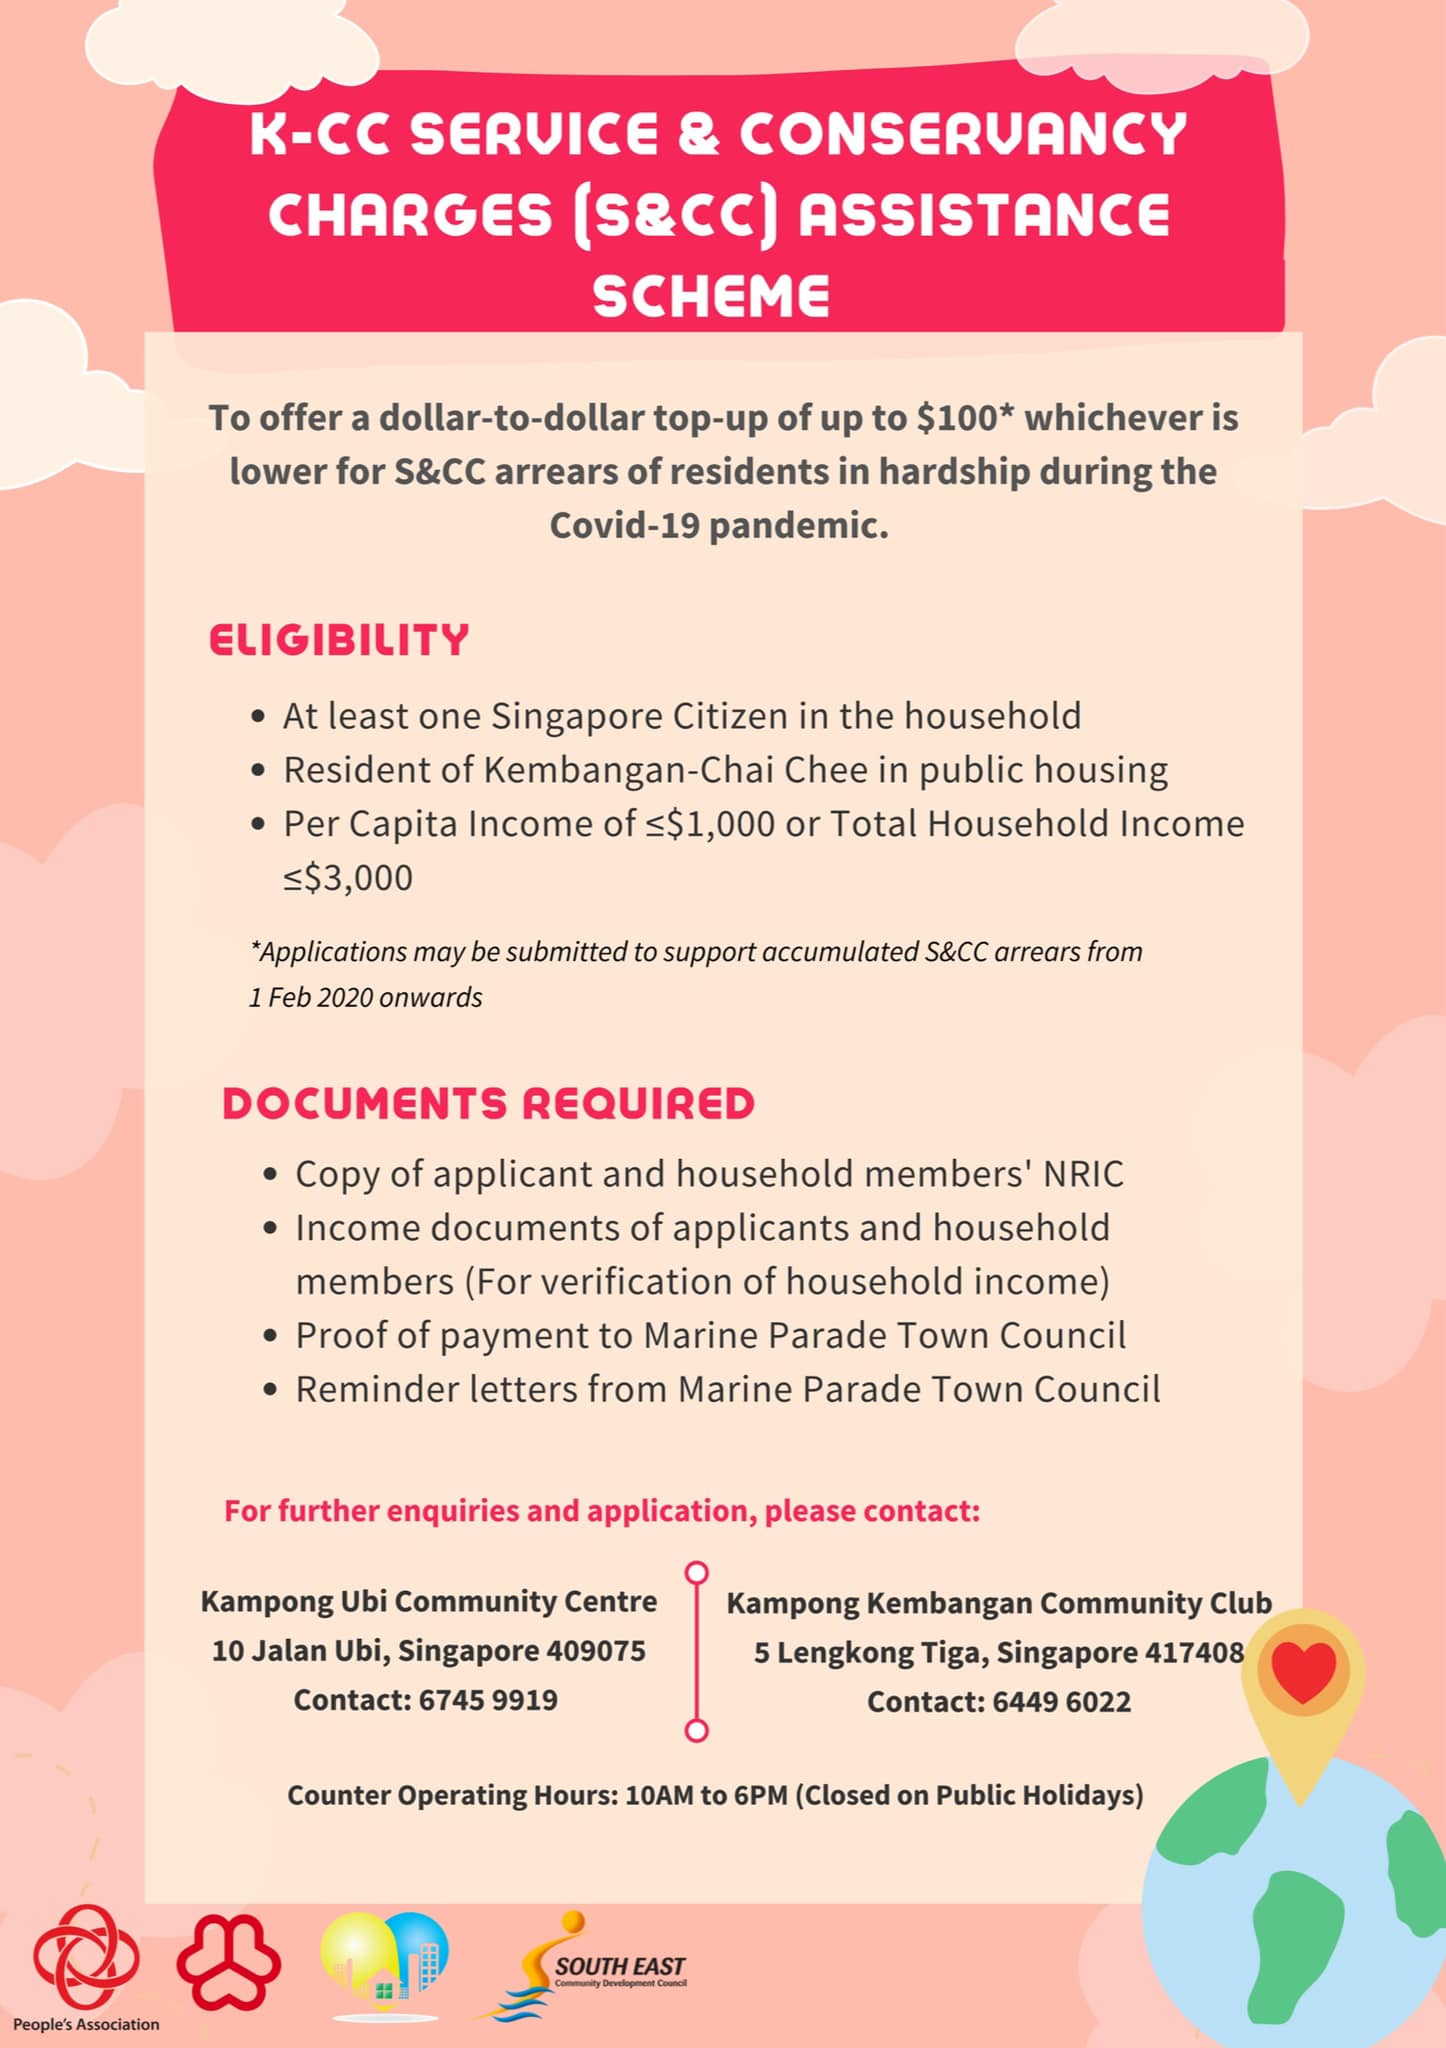 K-CC SERVICE & CONSERVANCY
CHARGES (S&CC) ASSISTANCE
SCHEME
To offer a dollar-to-dollar top-up of up to $100* whichever is
lower for S&CC arrears of residents in hardship during the
Covid-19 pandemic.
ELIGIBILITY
• At least one Singapore Citizen in the household
• Resident of Kembangan-Chai Chee in public housing
• Per Capita Income of ≤$1,000 or Total Household Income
≤$3,000
*Applications may be submitted to support accumulated S&CC arrears from
1 Feb 2020 onwards
DOCUMENTS REQUIRED
• Copy of applicant and household members' NRIC
• Income documents of applicants and household
members (For verification of household income)
• Proof of payment to Marine Parade Town Council
• Reminder letters from Marine Parade Town Council
For further enquiries and application, please contact:
Kampong Ubi Community Centre
10 Jalan Ubi, Singapore 409075
Contact: 6745 9919
Kampong Kembangan Community Club
5 Lengkong Tiga, Singapore 417408
Contact: 6449 6022
Counter Operating Hours: 10AM to 6PM (Closed on Public Holidays)
People's Association
SOUTH EAST
Community Development Council